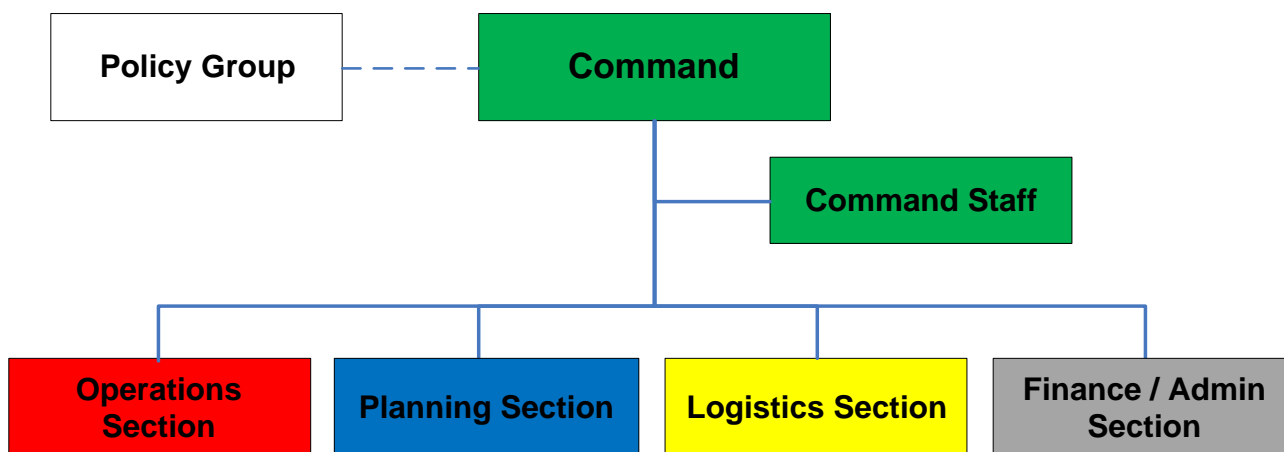 Policy Group
Command
Command Staff
Operations
Section
Planning Section
Logistics Section
Finance / Admin
Section